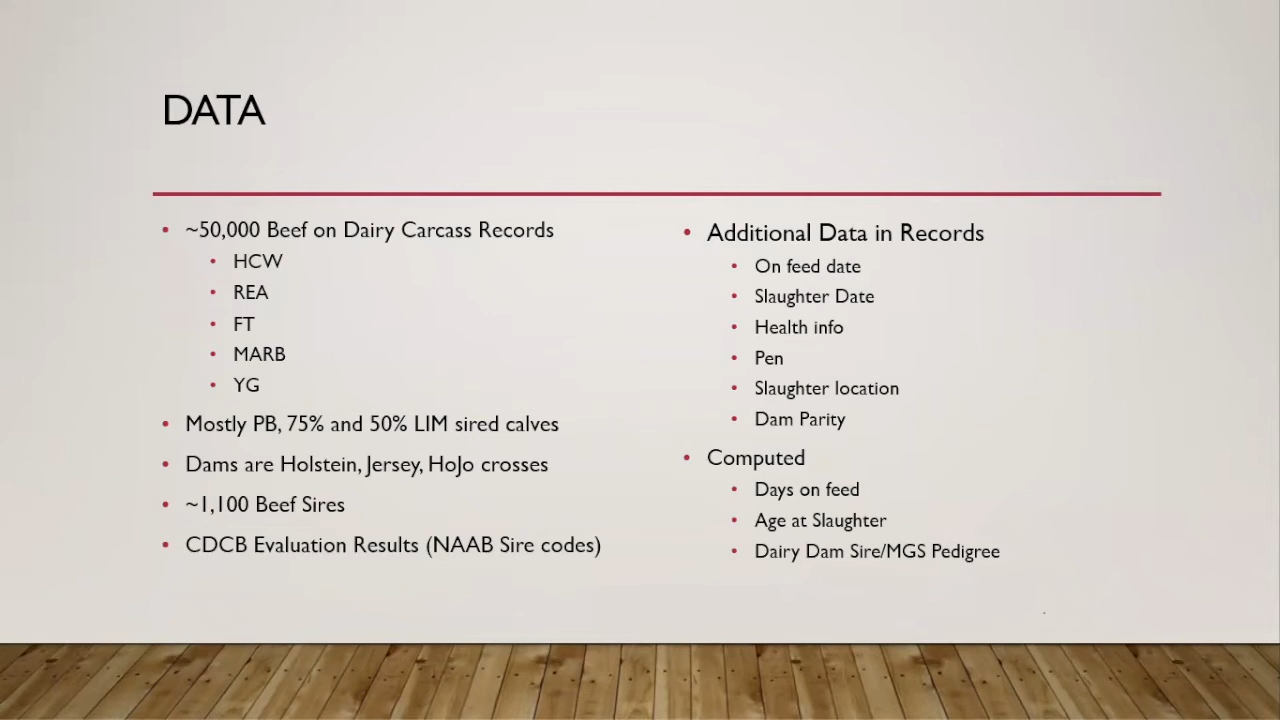 DATA
• ~50,000 Beef on Dairy Carcass Records
• HCW
• REA
• FT
• MARB
• YG
• Mostly PB, 75% and 50% LIM sired calves
• Dams are Holstein, Jersey, HoJo crosses
• ~1,100 Beef Sires
• CDCB Evaluation Results (NAAB Sire codes)
• Additional Data in Records
• On feed date
• Slaughter Date
• Health info
• Pen
• Slaughter location
• Dam Parity
• Computed
• Days on feed
• Age at Slaughter
• Dairy Dam Sire/MGS Pedigree